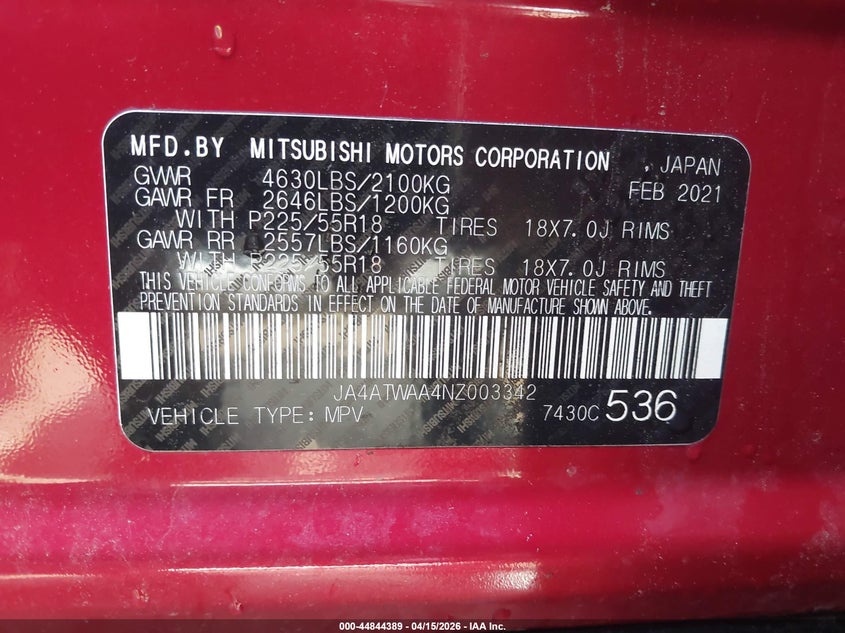 MFD.BY MITSUBISHI MOTORS CORPORATION , JAPAN
GVWR 4630LBS/2100KG FEB 2021
GAWR FR 2646LBS/1200KG
WITH P225/55R18 TIRES 18X7.0J RIMS
GAWR RR 2557LBS/1160KG
WITH P225/55R18 TIRES 18X7.0J RIMS
THIS VEHICLE CONFORMS TO ALL APPLICABLE FEDERAL MOTOR VEHICLE SAFETY AND THEFT
PREVENTION STANDARDS IN EFFECT ON THE DATE OF MANUFACTURE SHOWN ABOVE.
JA4ATWAA4NZ003342
VEHICLE TYPE: MPV 7430C 536
000-44844389 - 04/15/2026 - IAA Inc.